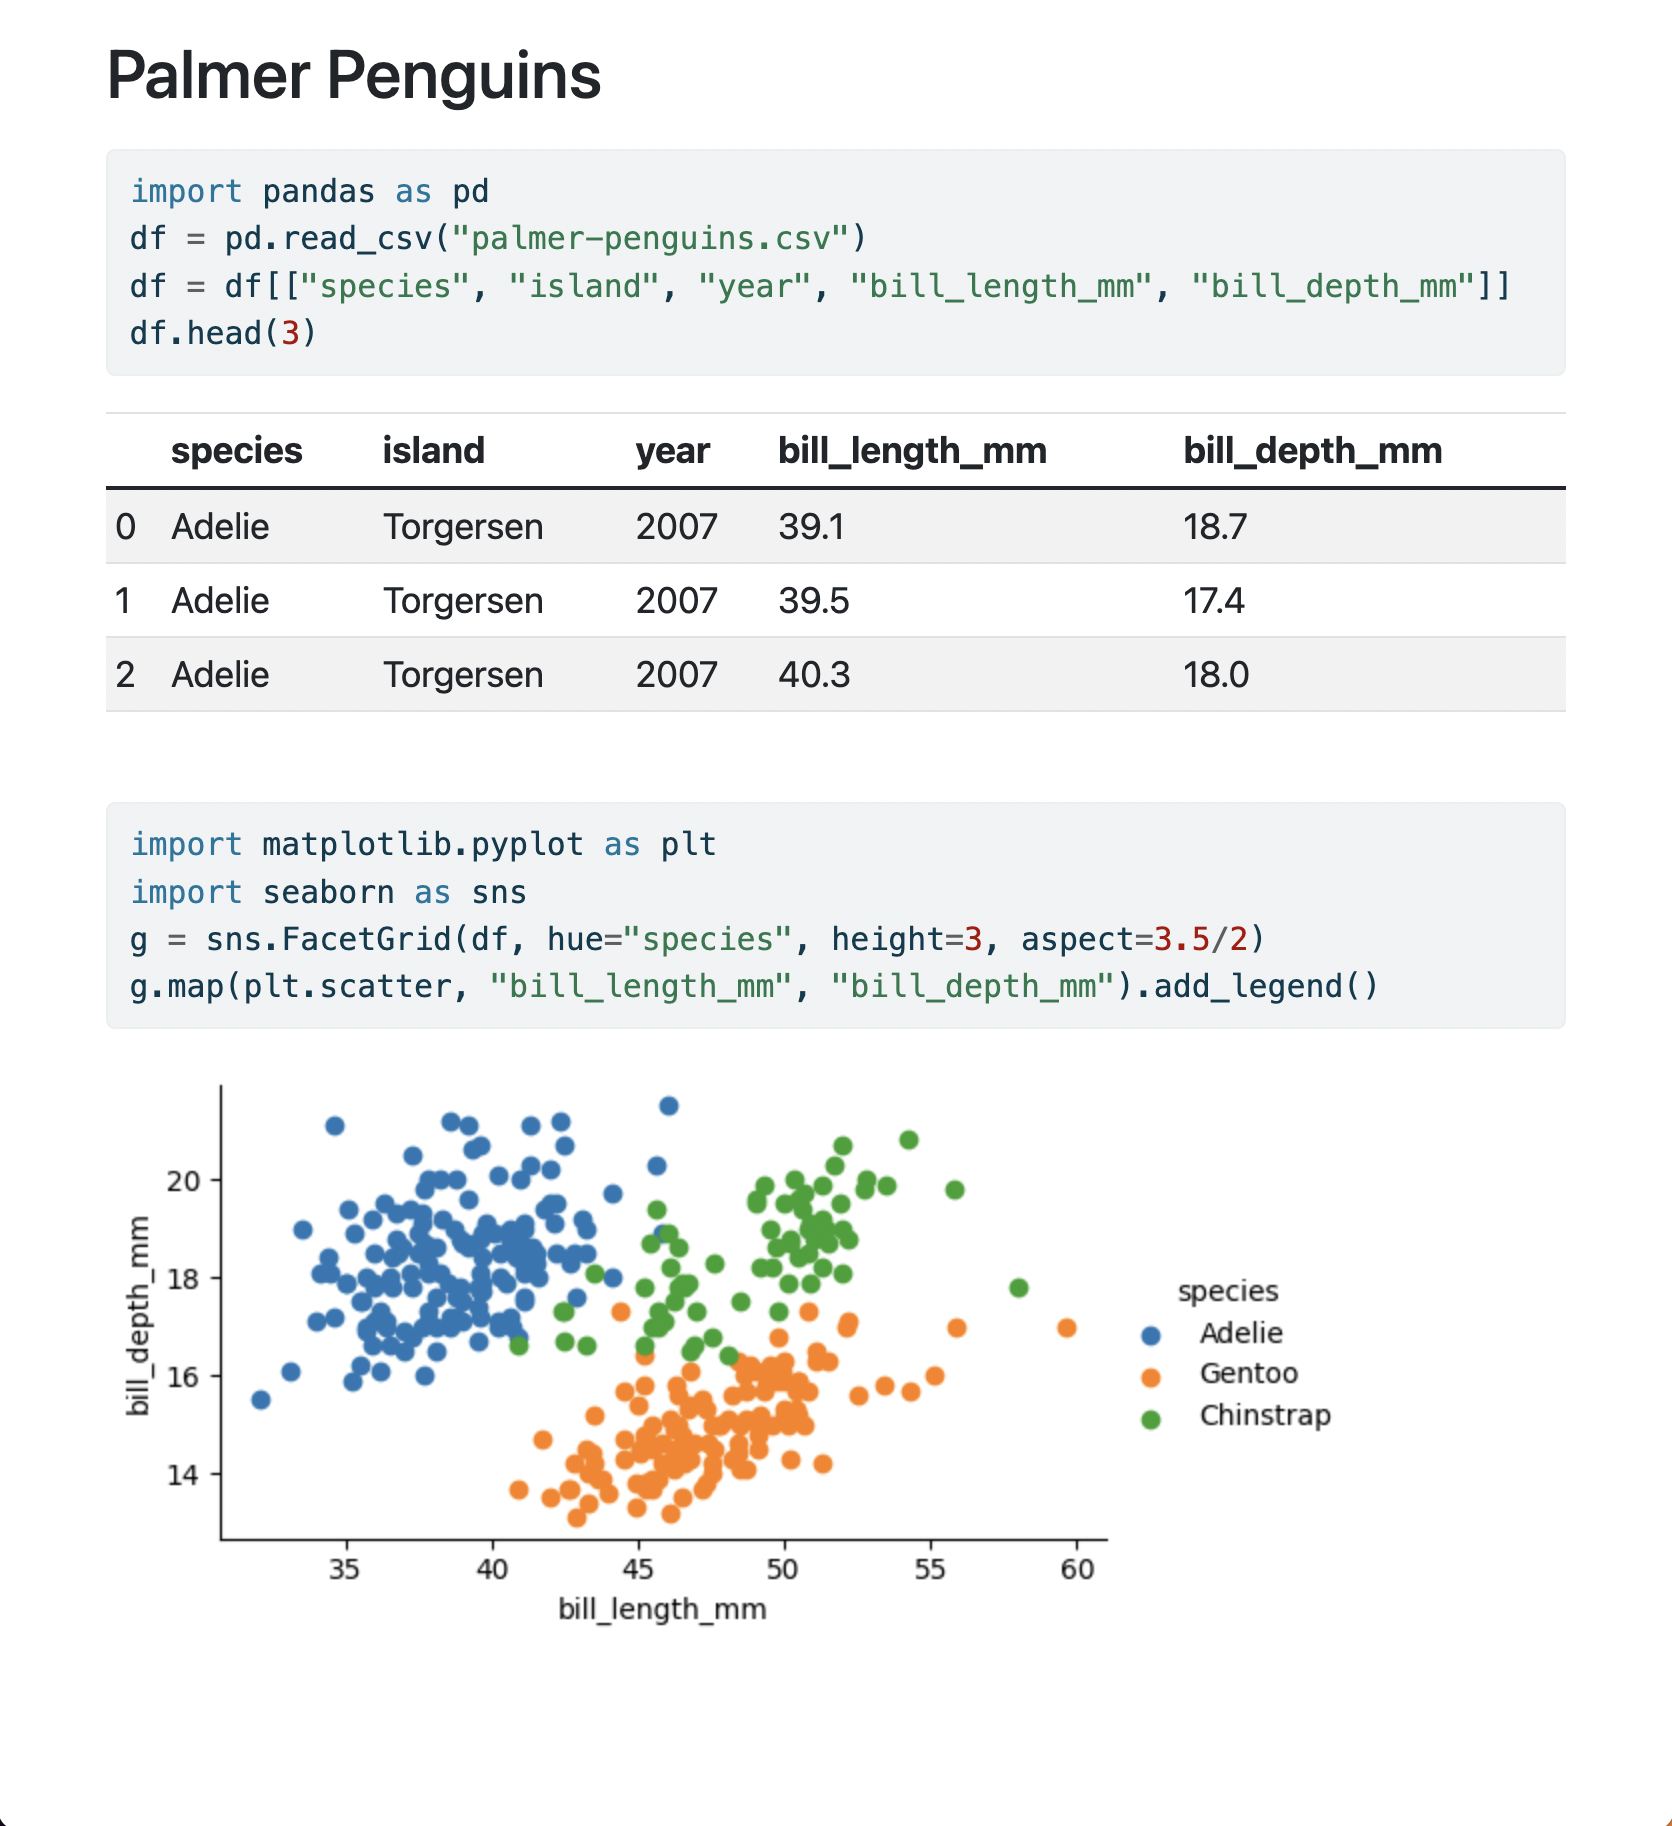 Palmer Penguins
import pandas as pd
df = pd.read_csv("palmer-penguins.csv")
df = df[["species", "island", "year", "bill_length_mm", "bill_depth_mm"]]
df.head(3)
species island year bill_length_mm bill_depth_mm
0 Adelie Torgersen 2007 39.1 18.7
1 Adelie Torgersen 2007 39.5 17.4
2 Adelie Torgersen 2007 40.3 18.0
import matplotlib.pyplot as plt
import seaborn as sns
g = sns.FacetGrid(df, hue="species", height=3, aspect=3.5/2)
g.map(plt.scatter, "bill_length_mm", "bill_depth_mm").add_legend()
bill_depth_mm
20
18
16
14
35 40 45 50 55 60
bill_length_mm
species
Adelie
Gentoo
Chinstrap